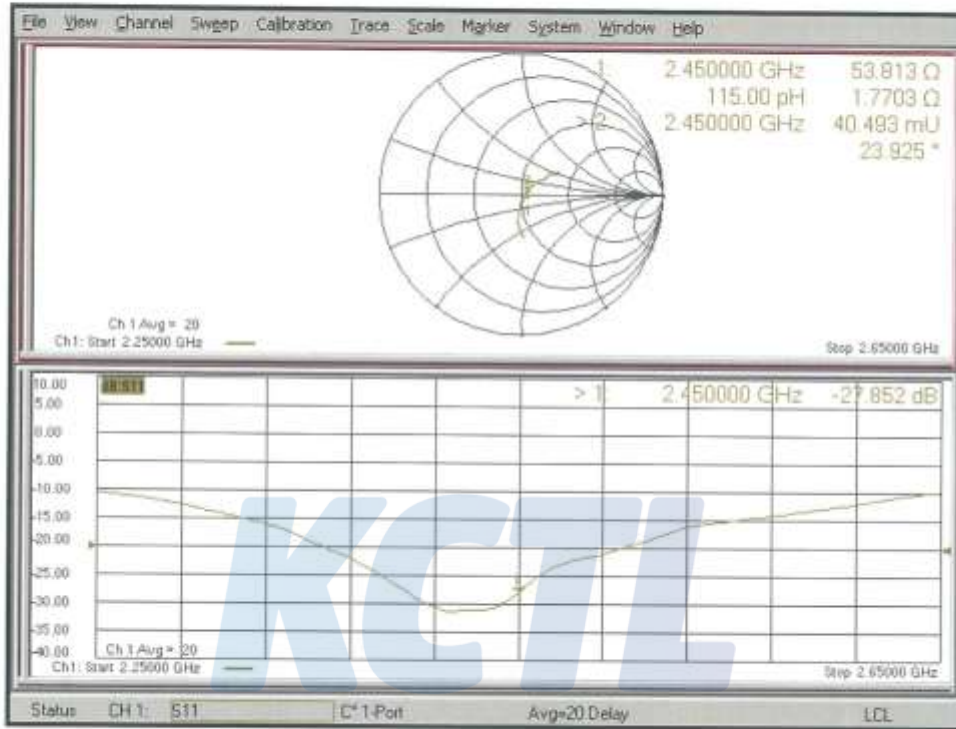 File View Channel Sweep Calibration Trace Scale Marker System Window Help
1: 2.450000 GHz 53.813 Ω
115.00 pH 1.7703 Ω
> 2: 2.450000 GHz 40.493 mU
23.925 °
Ch 1 Avg = 20
Ch1: Start 2.25000 GHz
Stop 2.65000 GHz
10.00 dB S11
> 1: 2.450000 GHz -27.852 dB
5.00
0.00
-5.00
-10.00
-15.00
-20.00
-25.00
-30.00
-35.00
-40.00
KCTL
Ch 1 Avg = 20
Ch1: Start 2.25000 GHz
Stop 2.65000 GHz
Status CH 1: S11 C* 1-Port Avg=20 Delay LCL